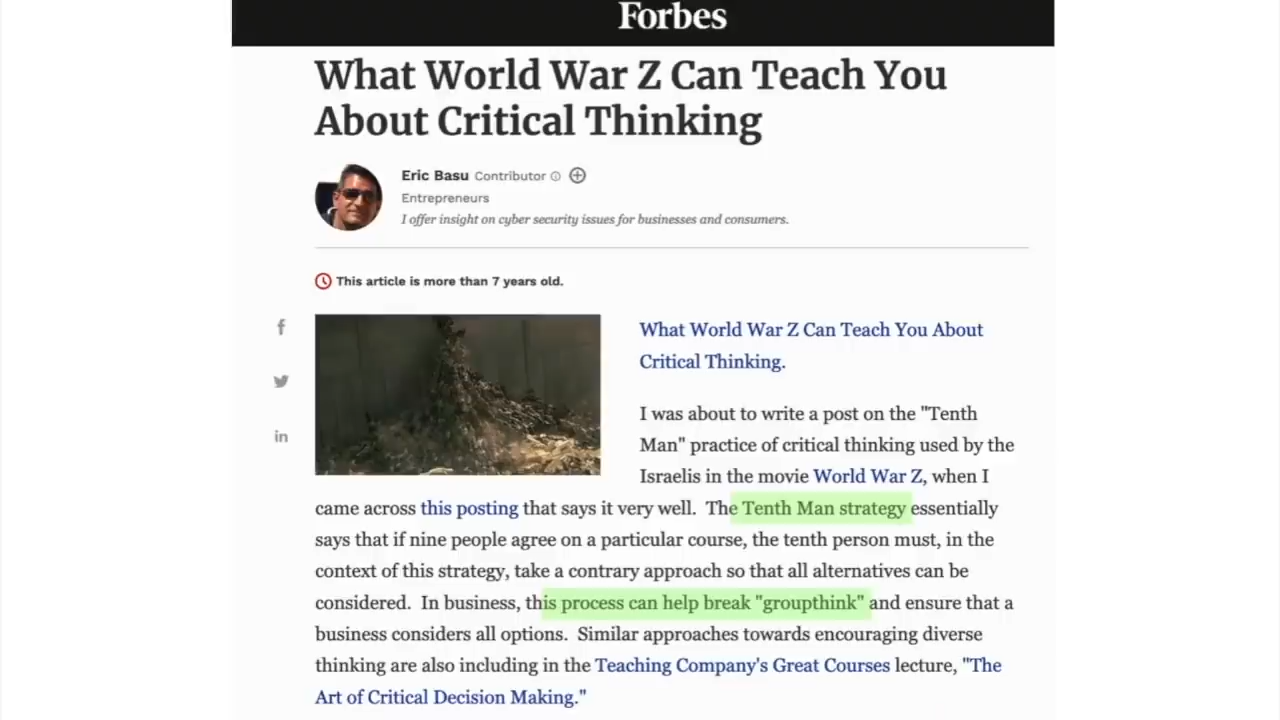 Forbes
What World War Z Can Teach You
About Critical Thinking
Eric Basu Contributor
Entrepreneurs
I offer insight on cyber security issues for businesses and consumers.
This article is more than 7 years old.
What World War Z Can Teach You About
Critical Thinking.
I was about to write a post on the "Tenth
Man" practice of critical thinking used by the
Israelis in the movie World War Z, when I
came across this posting that says it very well. The Tenth Man strategy essentially
says that if nine people agree on a particular course, the tenth person must, in the
context of this strategy, take a contrary approach so that all alternatives can be
considered. In business, this process can help break "groupthink" and ensure that a
business considers all options. Similar approaches towards encouraging diverse
thinking are also including in the Teaching Company's Great Courses lecture, "The
Art of Critical Decision Making."